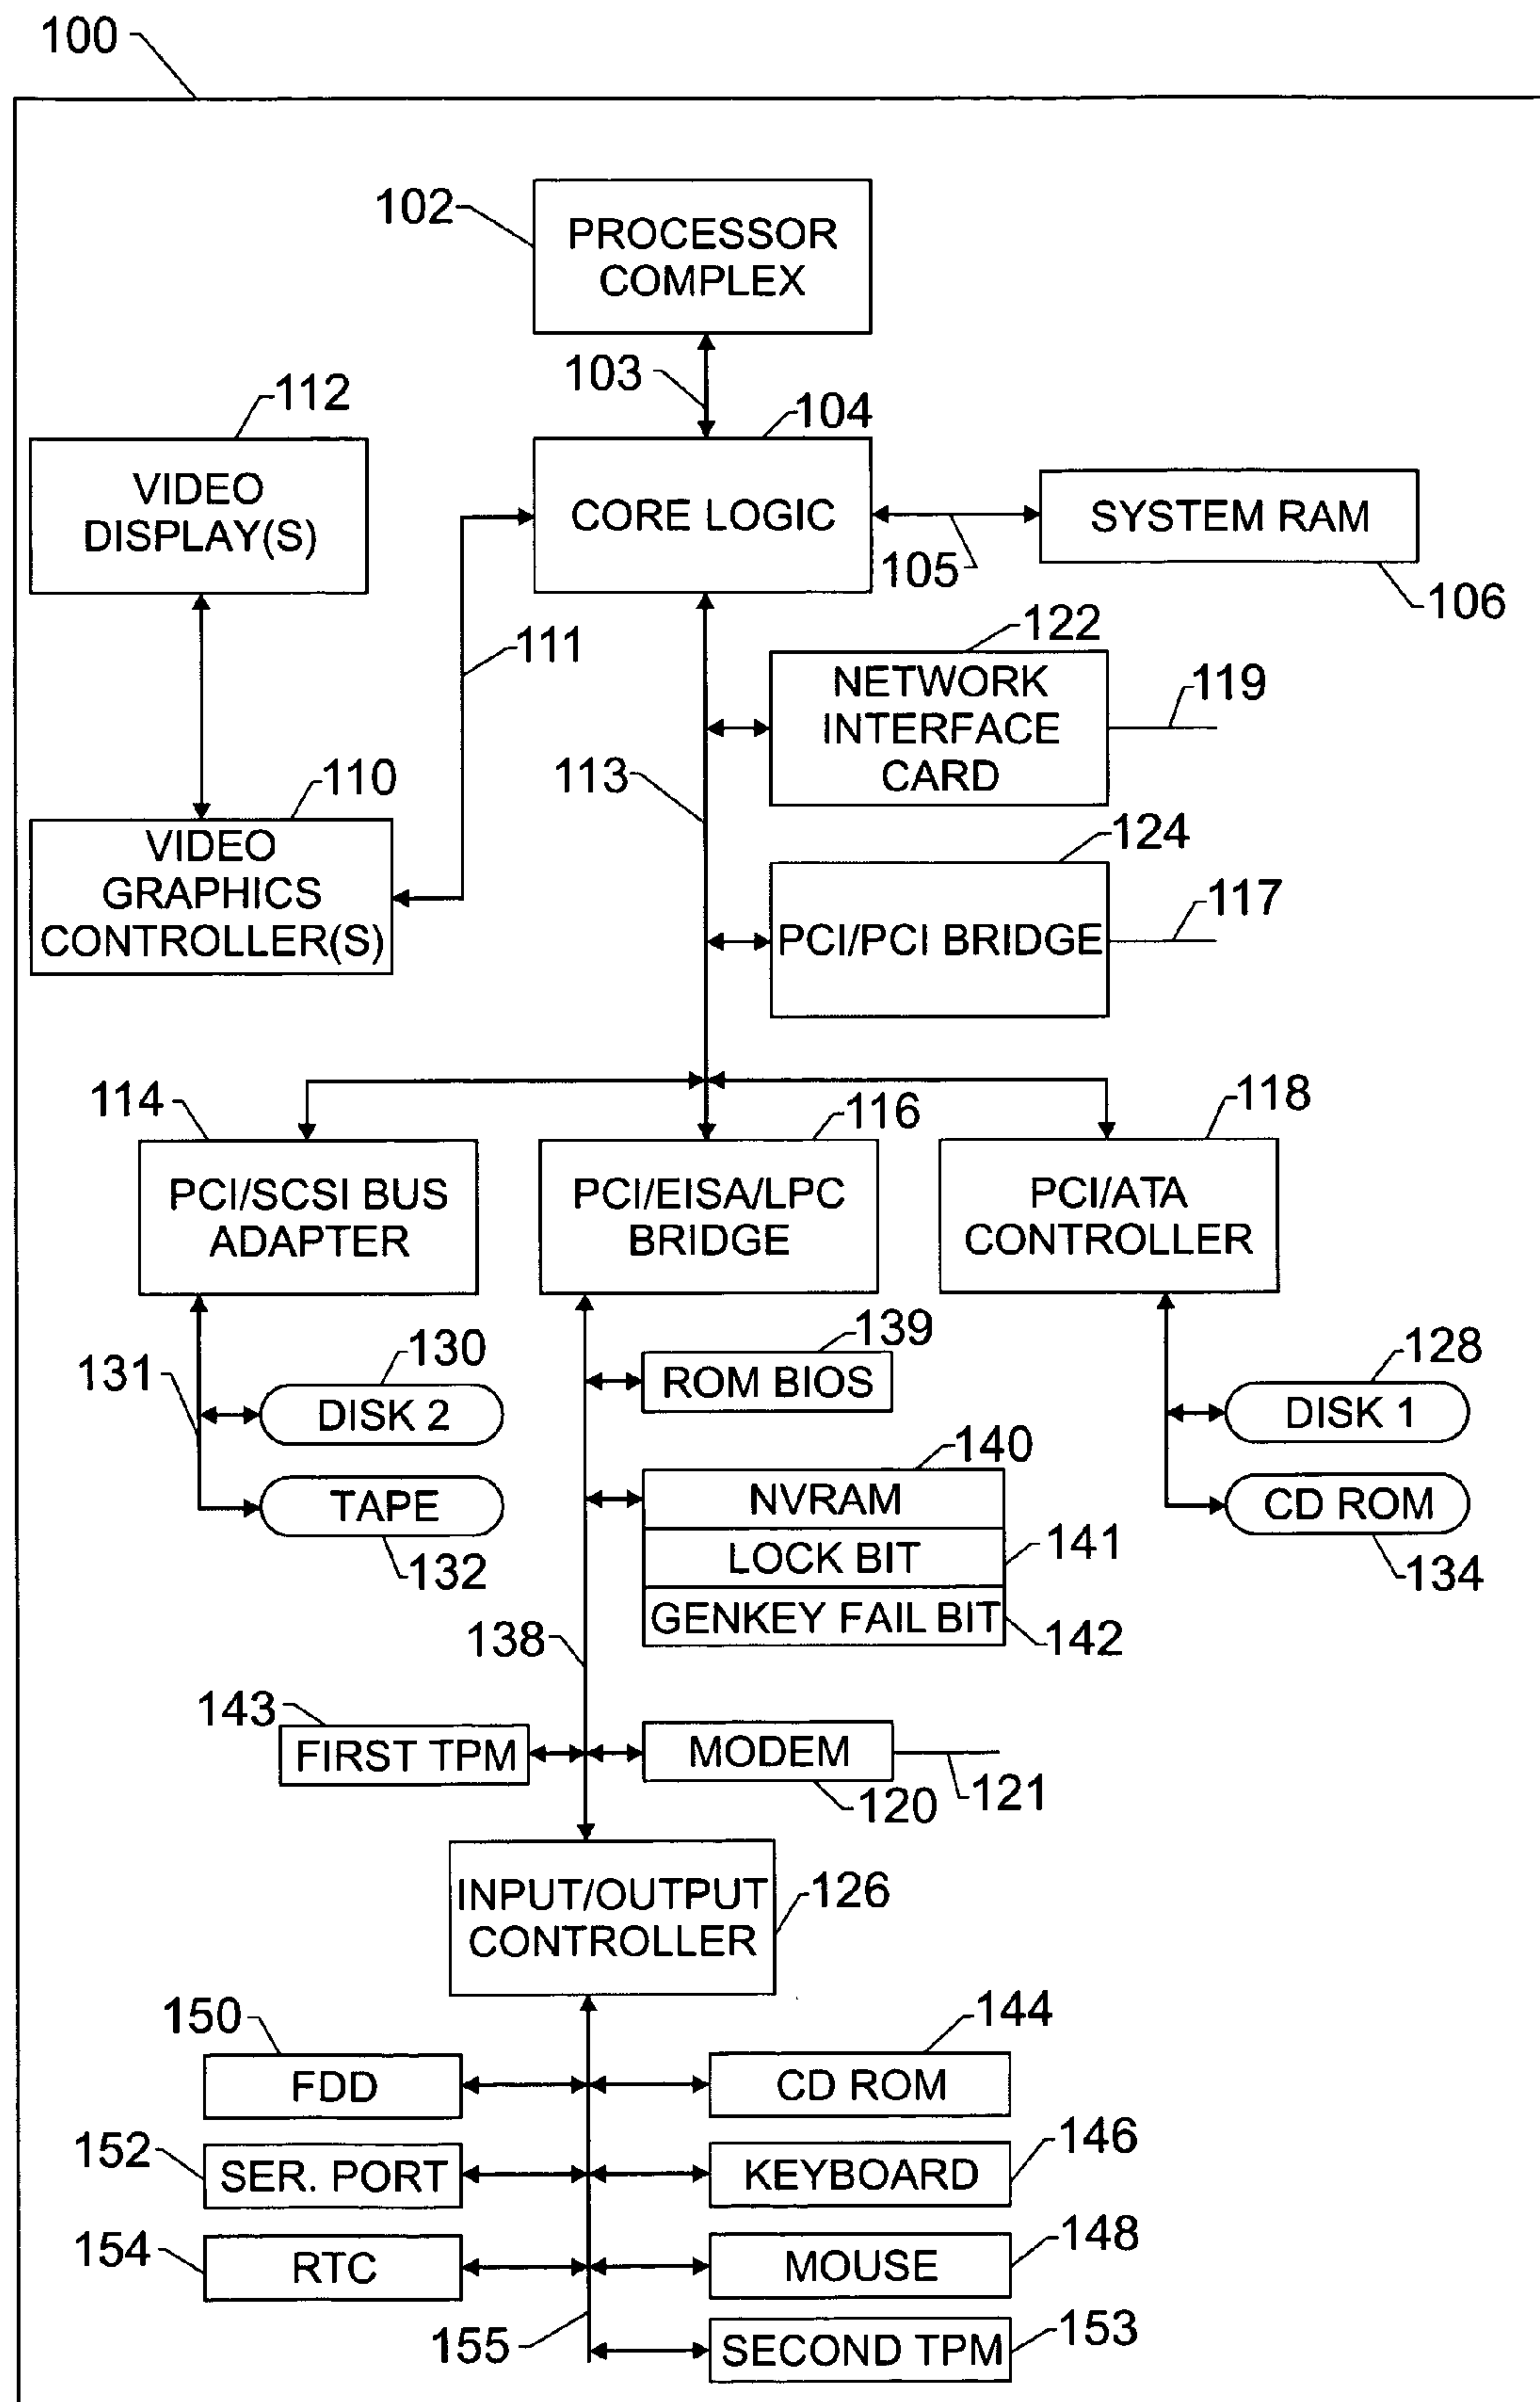 100
102
PROCESSOR
COMPLEX
103
112
104
VIDEO
DISPLAY(S)
CORE LOGIC
SYSTEM RAM
105
106
111
122
NETWORK
INTERFACE
CARD
119
113
110
VIDEO
GRAPHICS
CONTROLLER(S)
124
PCI/PCI BRIDGE
117
114
116
118
PCI/SCSI BUS
ADAPTER
PCI/EISA/LPC
BRIDGE
PCI/ATA
CONTROLLER
131
130
DISK 2
TAPE
132
139
ROM BIOS
128
DISK 1
CD ROM
134
140
NVRAM
LOCK BIT
141
GENKEY FAIL BIT
142
138
143
FIRST TPM
MODEM
120
121
INPUT/OUTPUT
CONTROLLER
126
150
144
FDD
CD ROM
152
SER. PORT
KEYBOARD
146
154
RTC
MOUSE
148
155
SECOND TPM
153